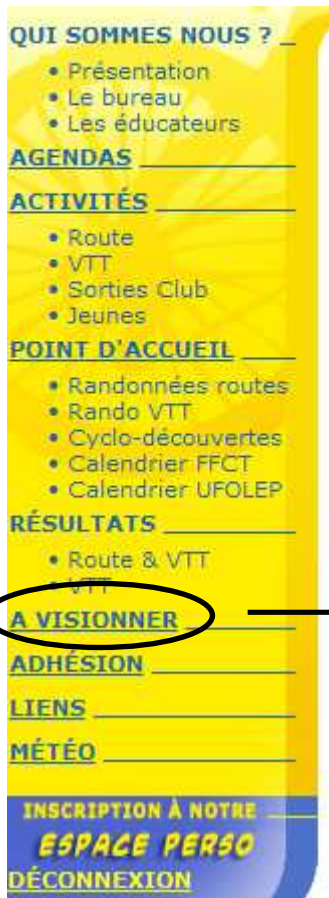 QUI SOMMES NOUS ?
• Présentation
• Le bureau
• Les éducateurs
AGENDAS
ACTIVITÉS
• Route
• VTT
• Sorties Club
• Jeunes
POINT D'ACCUEIL
• Randonnées routes
• Rando VTT
• Cyclo-découvertes
• Calendrier FFCT
• Calendrier UFOLEP
RÉSULTATS
• Route & VTT
• VTT
A VISIONNER
ADHÉSION
LIENS
MÉTÉO
INSCRIPTION À NOTRE
ESPACE PERSO
DÉCONNEXION